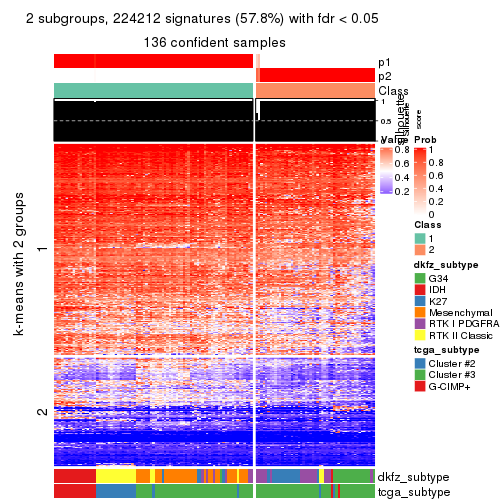 2 subgroups, 224212 signatures (57.8%) with fdr < 0.05
136 confident samples
p1
p2
Class
1
0.5
0
Silhouette
score
k-means with 2 groups
1
2
dkfz_subtype
tcga_subtype
Value
0.8
0.6
0.4
0.2
Prob
1
0.8
0.6
0.4
0.2
0
Class
1
2
dkfz_subtype
G34
IDH
K27
Mesenchymal
RTK I PDGFRA
RTK II Classic
tcga_subtype
Cluster #2
Cluster #3
G-CIMP+